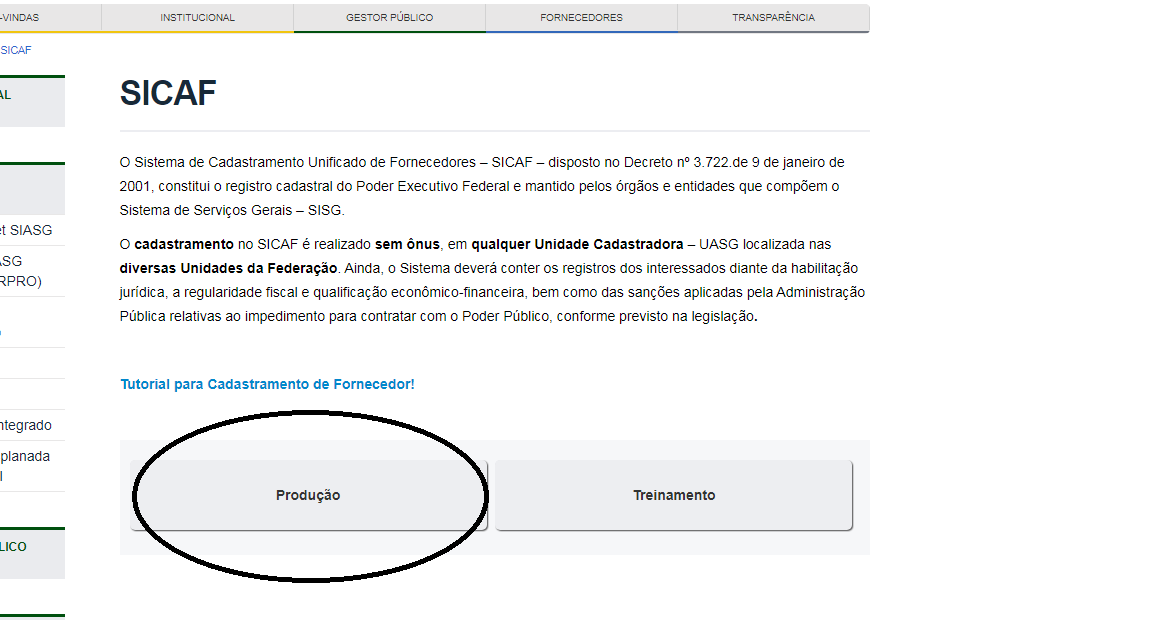 -VINDAS INSTITUCIONAL GESTOR PÚBLICO FORNECEDORES TRANSPARÊNCIA
SICAF
AL
SICAF
O Sistema de Cadastramento Unificado de Fornecedores – SICAF – disposto no Decreto nº 3.722.de 9 de janeiro de
2001, constitui o registro cadastral do Poder Executivo Federal e mantido pelos órgãos e entidades que compõem o
Sistema de Serviços Gerais – SISG.
et SIASG
ASG
RPRO)
O cadastramento no SICAF é realizado sem ônus, em qualquer Unidade Cadastradora – UASG localizada nas
diversas Unidades da Federação. Ainda, o Sistema deverá conter os registros dos interessados diante da habilitação
jurídica, a regularidade fiscal e qualificação econômico-financeira, bem como das sanções aplicadas pela Administração
Pública relativas ao impedimento para contratar com o Poder Público, conforme previsto na legislação.
Tutorial para Cadastramento de Fornecedor!
ntegrado
planada
Produção Treinamento
LICO